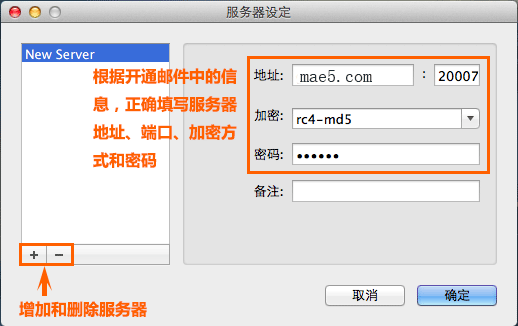 服务器设定
New Server
根据开通邮件中的信
息，正确填写服务器
地址、端口、加密方
式和密码
地址: mae5.com : 20007
加密: rc4-md5
密码: ••••••
备注:
+ −
增加和删除服务器
取消 确定